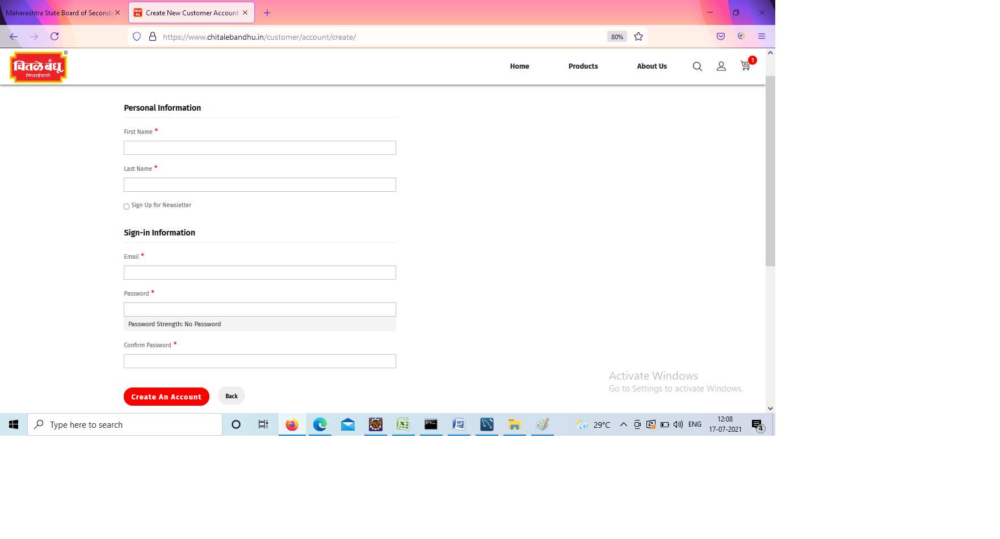 Maharashtra State Board of Seconda
Create New Customer Account
https://www.chitalebandhu.in/customer/account/create/
80%
चितळे बंधू
मिठाईवाले
®
Home
Products
About Us
1
Personal Information
First Name *
Last Name *
Sign Up for Newsletter
Sign-in Information
Email *
Password *
Password Strength: No Password
Confirm Password *
Create An Account
Back
Activate Windows
Go to Settings to activate Windows.
Type here to search
29°C
ENG
12:08
17-07-2021
4